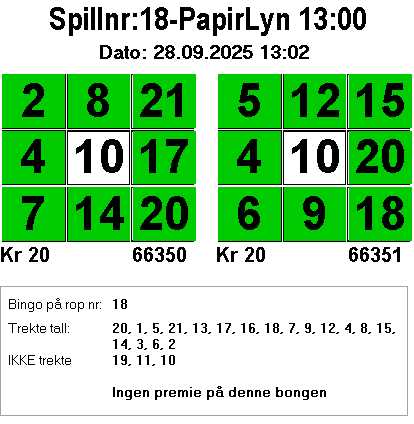 Spillnr:18-PapirLyn 13:00
Dato: 28.09.2025 13:02
2 8 21 5 12 15
4 10 17 4 10 20
7 14 20 6 9 18
Kr 20 66350 Kr 20 66351
Bingo på rop nr: 18
Trekte tall: 20, 1, 5, 21, 13, 17, 16, 18, 7, 9, 12, 4, 8, 15,
14, 3, 6, 2
IKKE trekte 19, 11, 10
Ingen premie på denne bongen